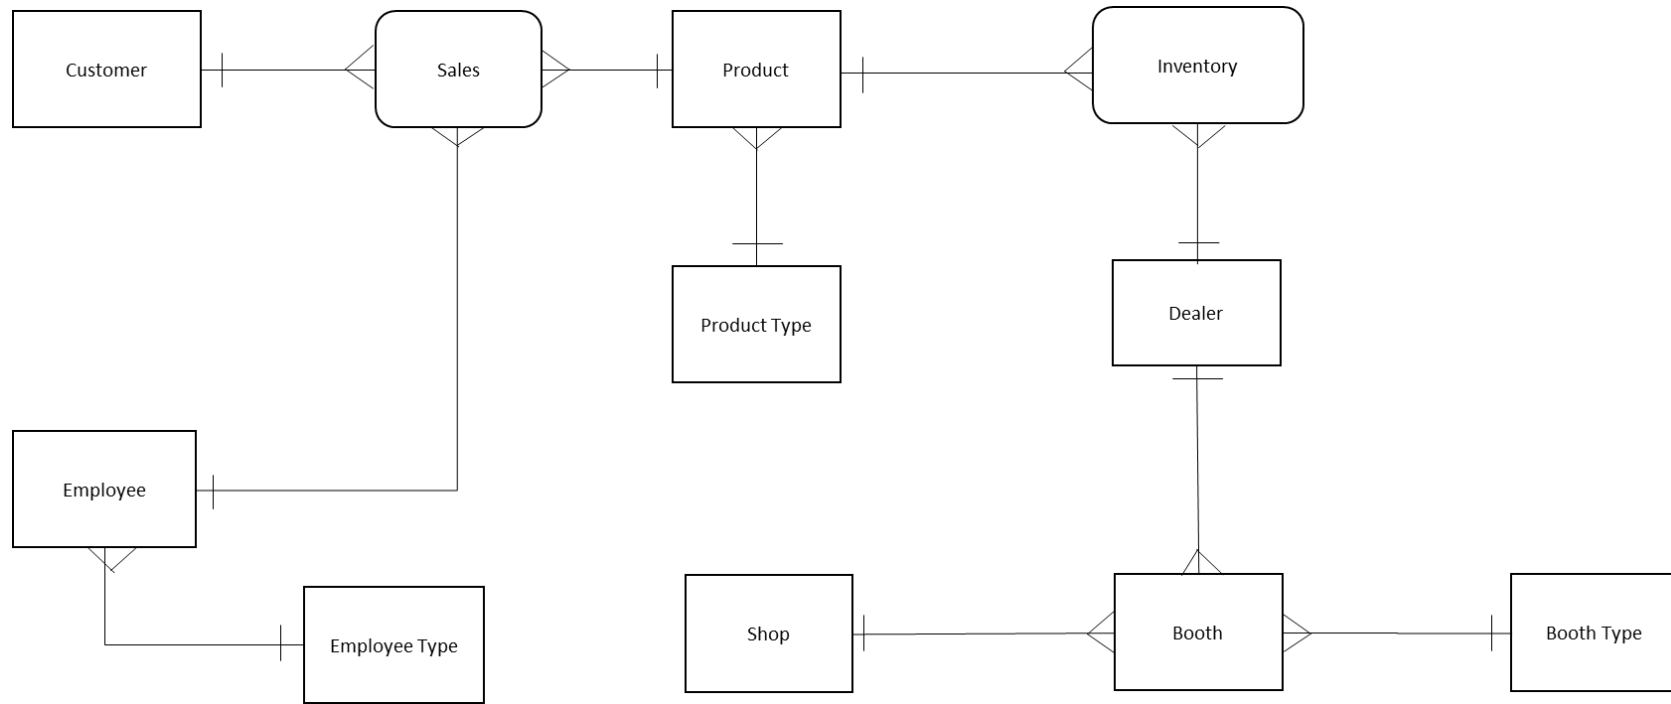 Customer
Sales
Product
Inventory
Product Type
Dealer
Employee
Employee Type
Shop
Booth
Booth Type